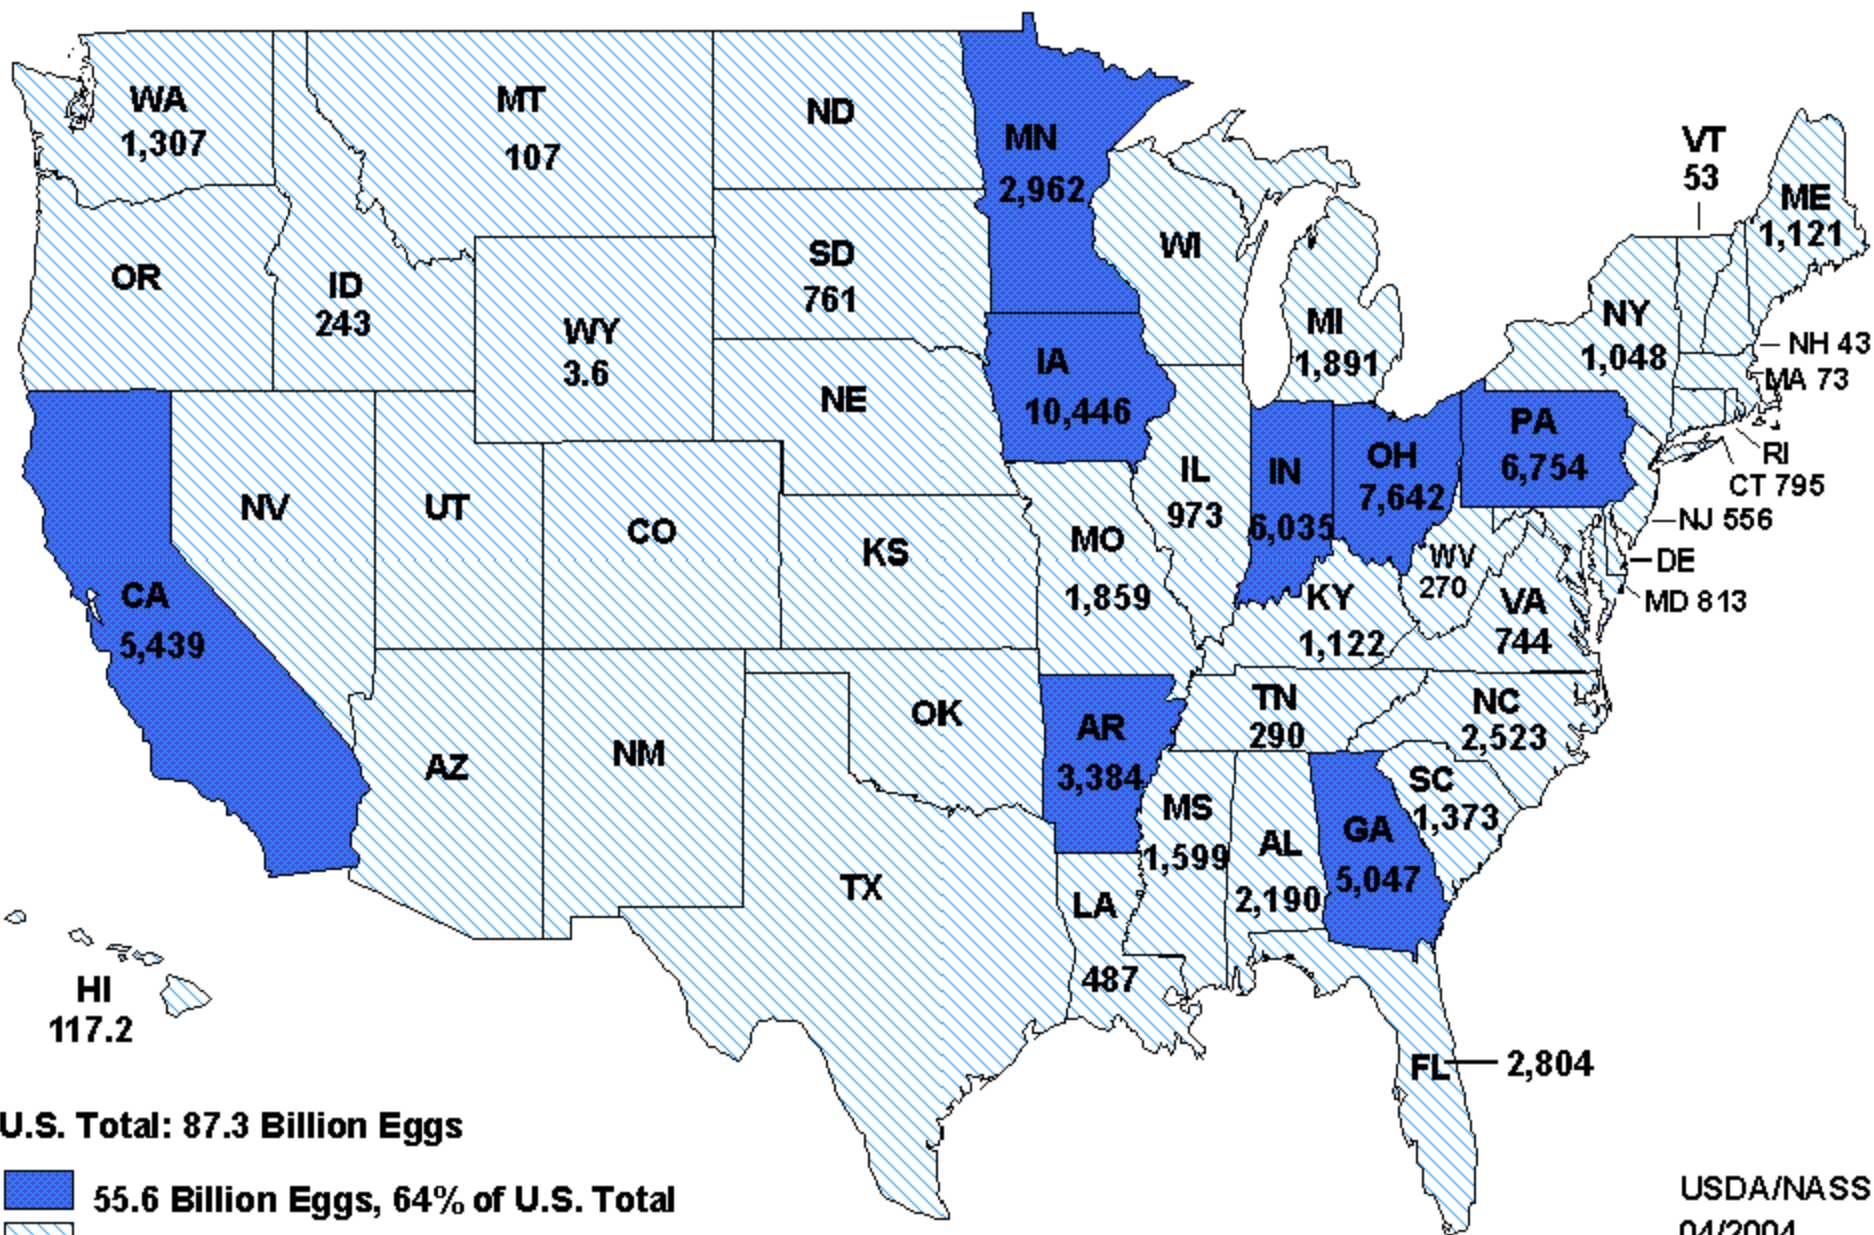 WA
1,307
MT
107
ND
MN
2,962
VT
53
ME
1,121
OR
ID
243
SD
761
WI
WY
3.6
MI
1,891
NY
1,048
NH 43
MA 73
IA
10,446
NE
PA
6,754
RI
CT 795
NJ 556
DE
MD 813
NV
UT
CO
KS
MO
1,859
IL
973
IN
6,035
OH
7,642
WV
270
VA
744
KY
1,122
CA
5,439
AZ
NM
OK
AR
3,384
TN
290
NC
2,523
SC
1,373
MS
1,599
AL
2,190
GA
5,047
TX
LA
487
FL 2,804
HI
117.2
U.S. Total: 87.3 Billion Eggs
55.6 Billion Eggs, 64% of U.S. Total
USDA/NASS
04/2004